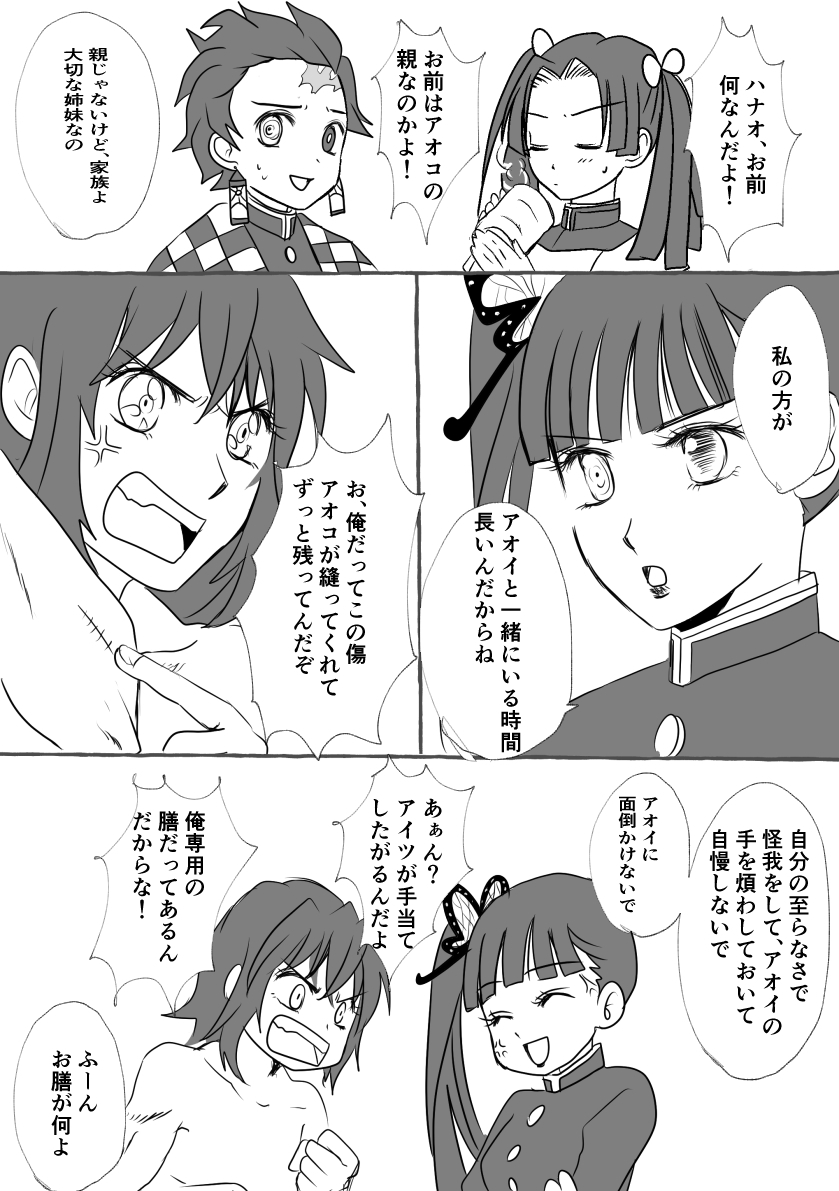 ハナオ、お前
何なんだよ！
お前はアオコの
親なのかよ！
親じゃないけど、家族よ
大切な姉妹なの
私の方が
アオイと一緒にいる時間
長いんだからね
お、俺だってこの傷
アオコが縫ってくれて
ずっと残ってんだぞ
自分の至らなさで
怪我をして、アオイの
手を煩わしておいて
自慢しないで
アオイに
面倒かけないで
あぁん？
アイツが手当て
したがるんだよ
俺専用の
膳だってあるん
だからな！
ふーん
お膳が何よ